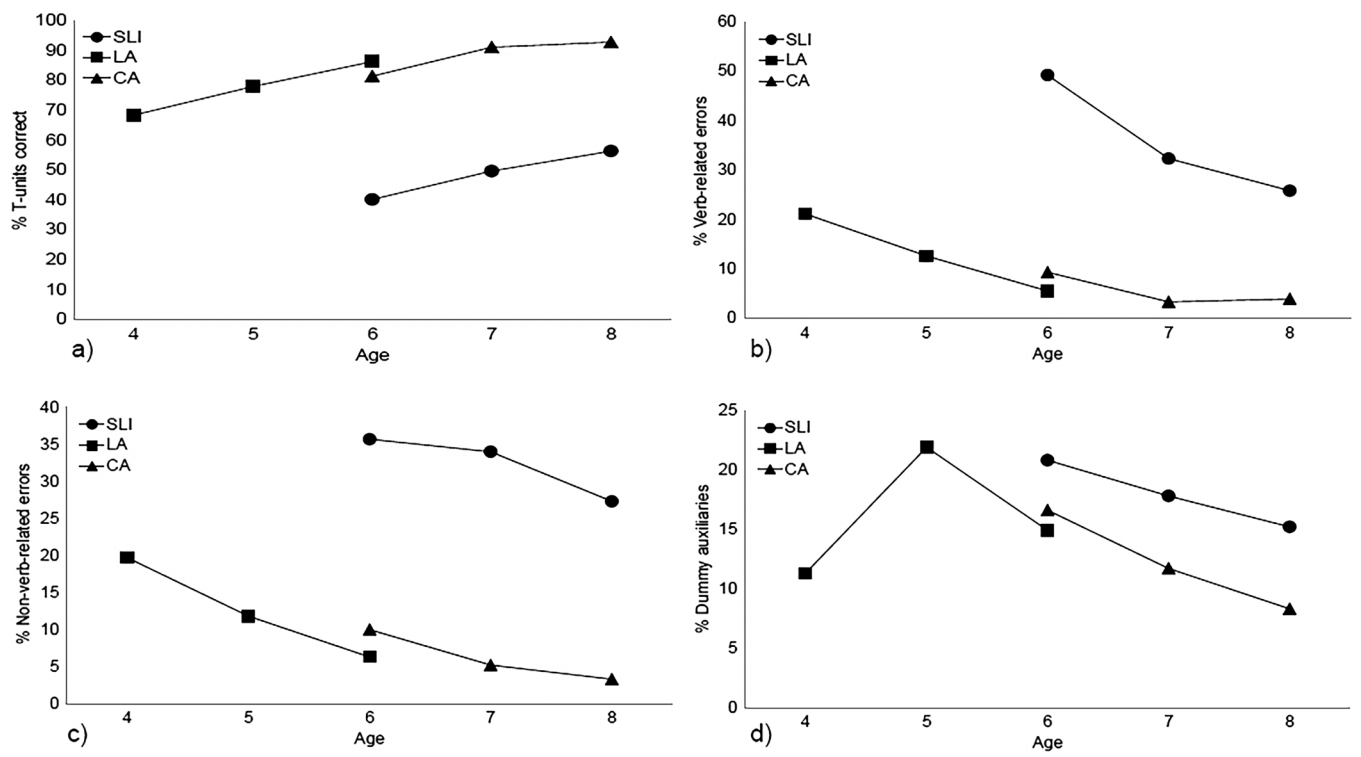 % T-units correct
100
90
80
70
60
50
40
30
20
10
0
SLI
LA
CA
4 5 6 7 8
Age
a)
% Verb-related errors
60
50
40
30
20
10
0
SLI
LA
CA
4 5 6 7 8
Age
b)
% Non-verb-related errors
40
35
30
25
20
15
10
5
0
SLI
LA
CA
4 5 6 7 8
Age
c)
% Dummy auxiliaries
25
20
15
10
5
0
SLI
LA
CA
4 5 6 7 8
Age
d)